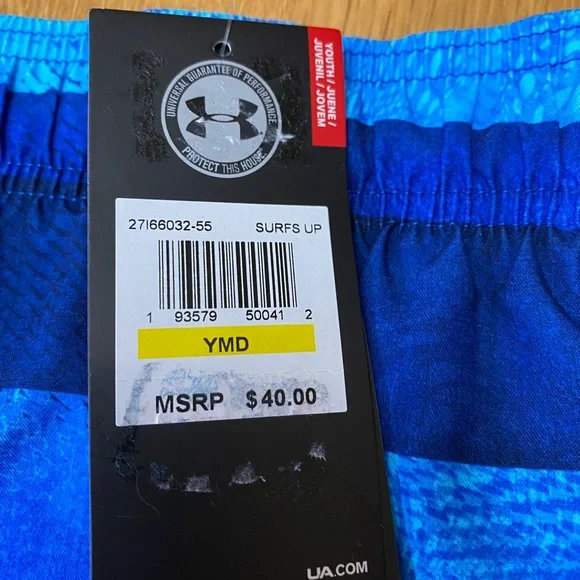 UNIVERSAL GUARANTEE OF PERFORMANCE
PROTECT THIS HOUSE
YOUTH / JUENE /
JUVENIL / JOVEM
27I66032-55 SURFS UP
1 93579 50041 2
YMD
MSRP $40.00
UA.COM